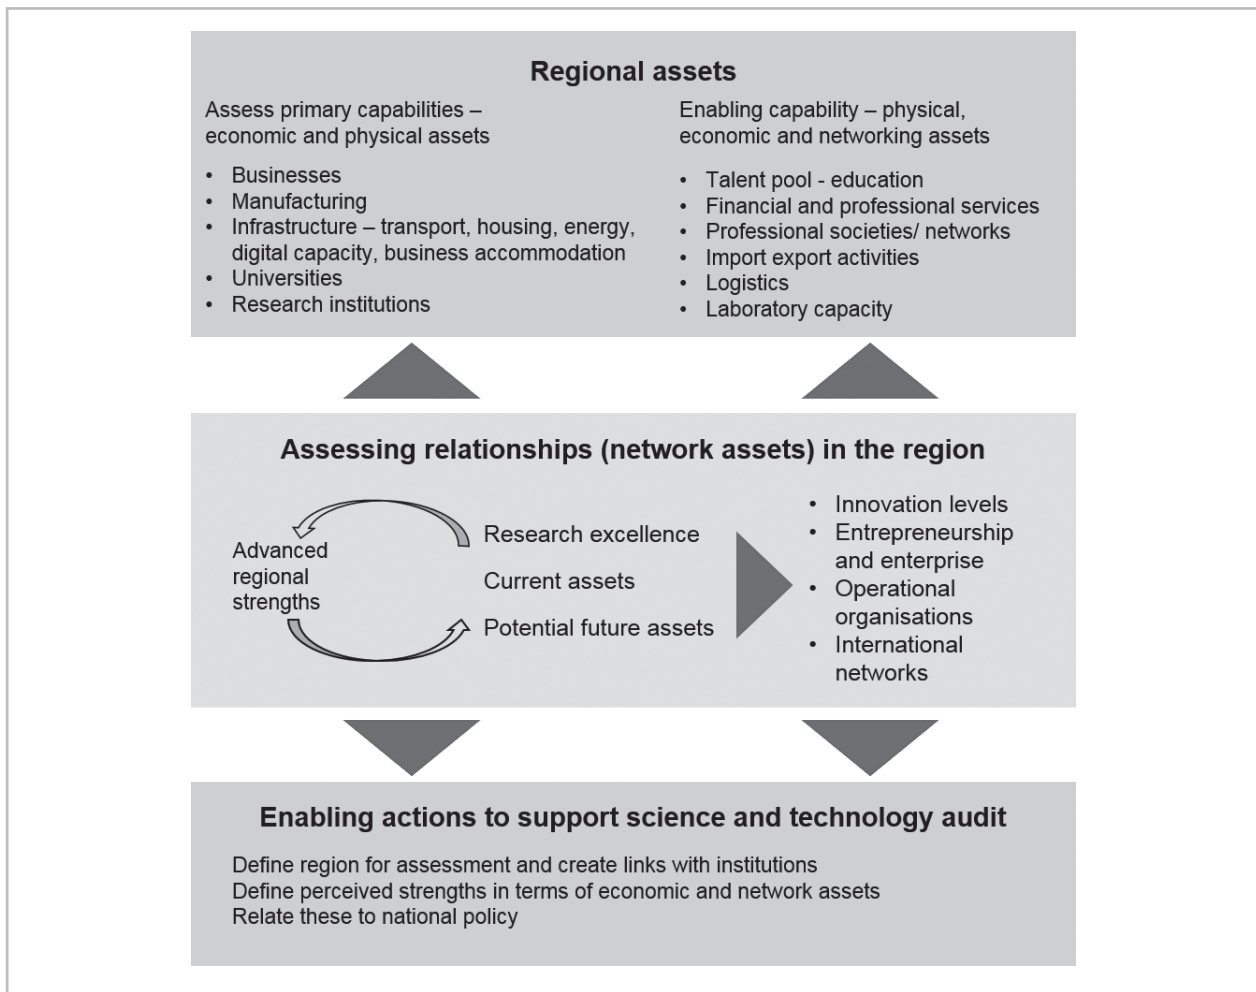 Regional assets
Assess primary capabilities –
economic and physical assets
• Businesses
• Manufacturing
• Infrastructure – transport, housing, energy,
digital capacity, business accommodation
• Universities
• Research institutions
Enabling capability – physical,
economic and networking assets
• Talent pool - education
• Financial and professional services
• Professional societies/ networks
• Import export activities
• Logistics
• Laboratory capacity
Assessing relationships (network assets) in the region
Advanced
regional
strengths
Research excellence
Current assets
Potential future assets
• Innovation levels
• Entrepreneurship
and enterprise
• Operational
organisations
• International
networks
Enabling actions to support science and technology audit
Define region for assessment and create links with institutions
Define perceived strengths in terms of economic and network assets
Relate these to national policy